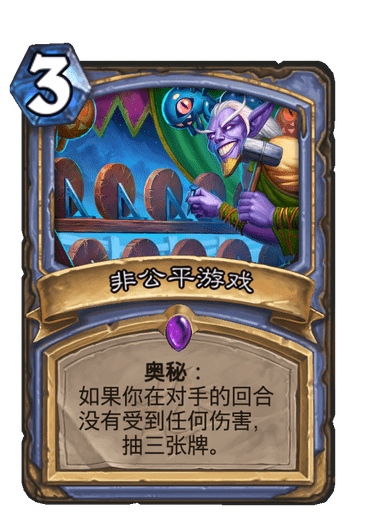 3
非公平游戏
奥秘：
如果你在对手的回合
没有受到任何伤害，
抽三张牌。